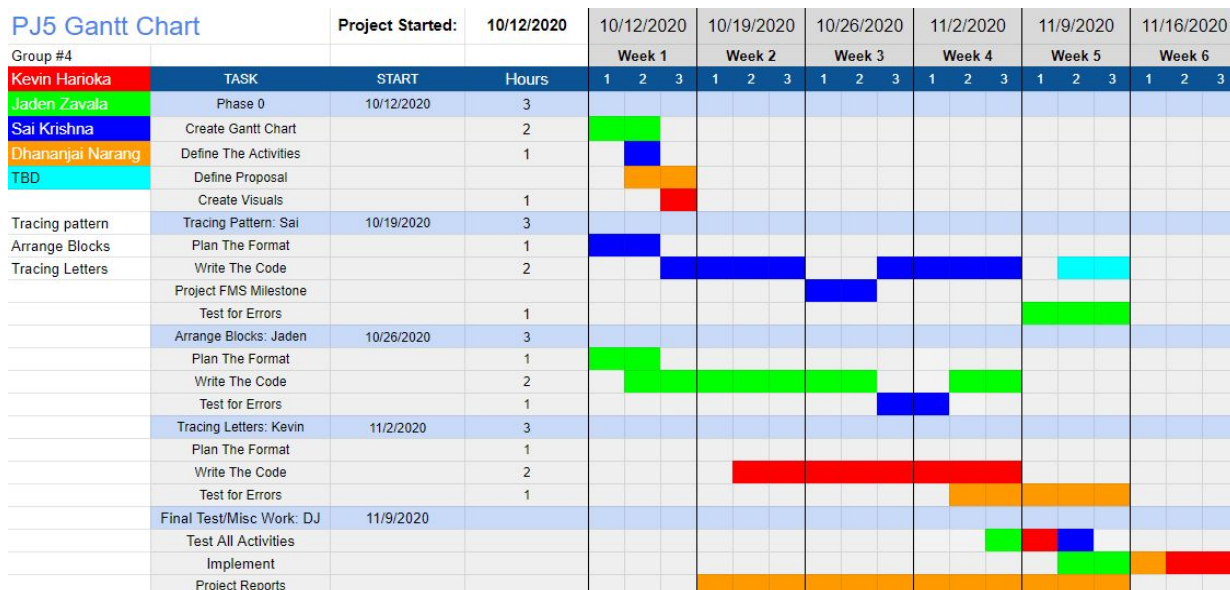 PJ5 Gantt Chart Project Started: 10/12/2020 10/12/2020 10/19/2020 10/26/2020 11/2/2020 11/9/2020 11/16/2020
Group #4 Week 1 Week 2 Week 3 Week 4 Week 5 Week 6
Kevin Harioka TASK START Hours 1 2 3 1 2 3 1 2 3 1 2 3 1 2 3 1 2 3
Jaden Zavala Phase 0 10/12/2020 3
Sai Krishna Create Gantt Chart 2
Dhananjai Narang Define The Activities 1
TBD Define Proposal
Create Visuals 1
Tracing pattern Tracing Pattern: Sai 10/19/2020 3
Arrange Blocks Plan The Format 1
Tracing Letters Write The Code 2
Project FMS Milestone
Test for Errors 1
Arrange Blocks: Jaden 10/26/2020 3
Plan The Format 1
Write The Code 2
Test for Errors 1
Tracing Letters: Kevin 11/2/2020 3
Plan The Format 1
Write The Code 2
Test for Errors 1
Final Test/Misc Work: DJ 11/9/2020
Test All Activities
Implement
Project Reports